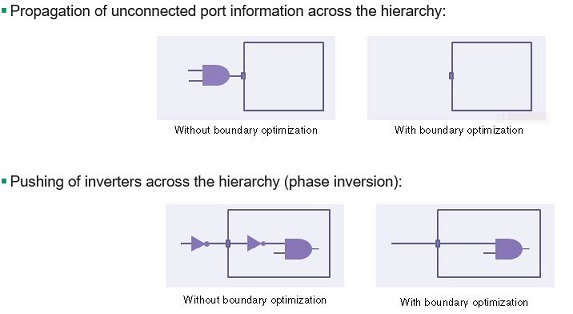 Propagation of unconnected port information across the hierarchy:
Without boundary optimization
With boundary optimization
Pushing of inverters across the hierarchy (phase inversion):
Without boundary optimization
With boundary optimization